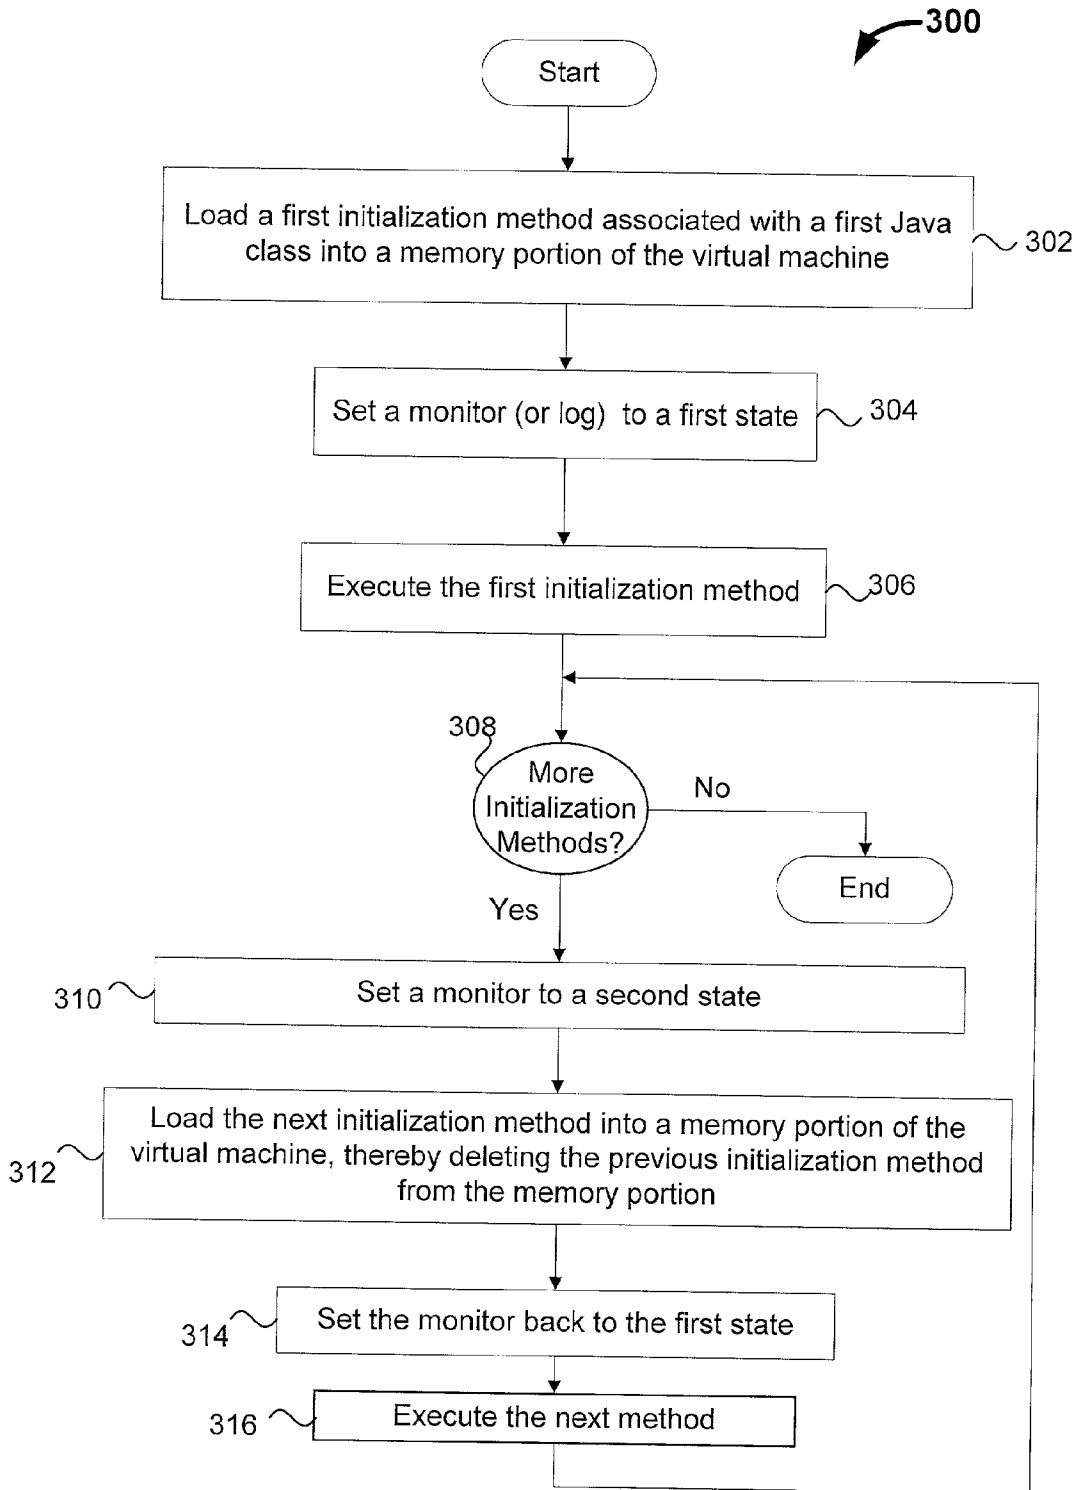 300
Start
Load a first initialization method associated with a first Java
class into a memory portion of the virtual machine
302
Set a monitor (or log) to a first state
304
Execute the first initialization method
306
308
More
Initialization
Methods?
No
End
Yes
310
Set a monitor to a second state
312
Load the next initialization method into a memory portion of the
virtual machine, thereby deleting the previous initialization method
from the memory portion
314
Set the monitor back to the first state
316
Execute the next method